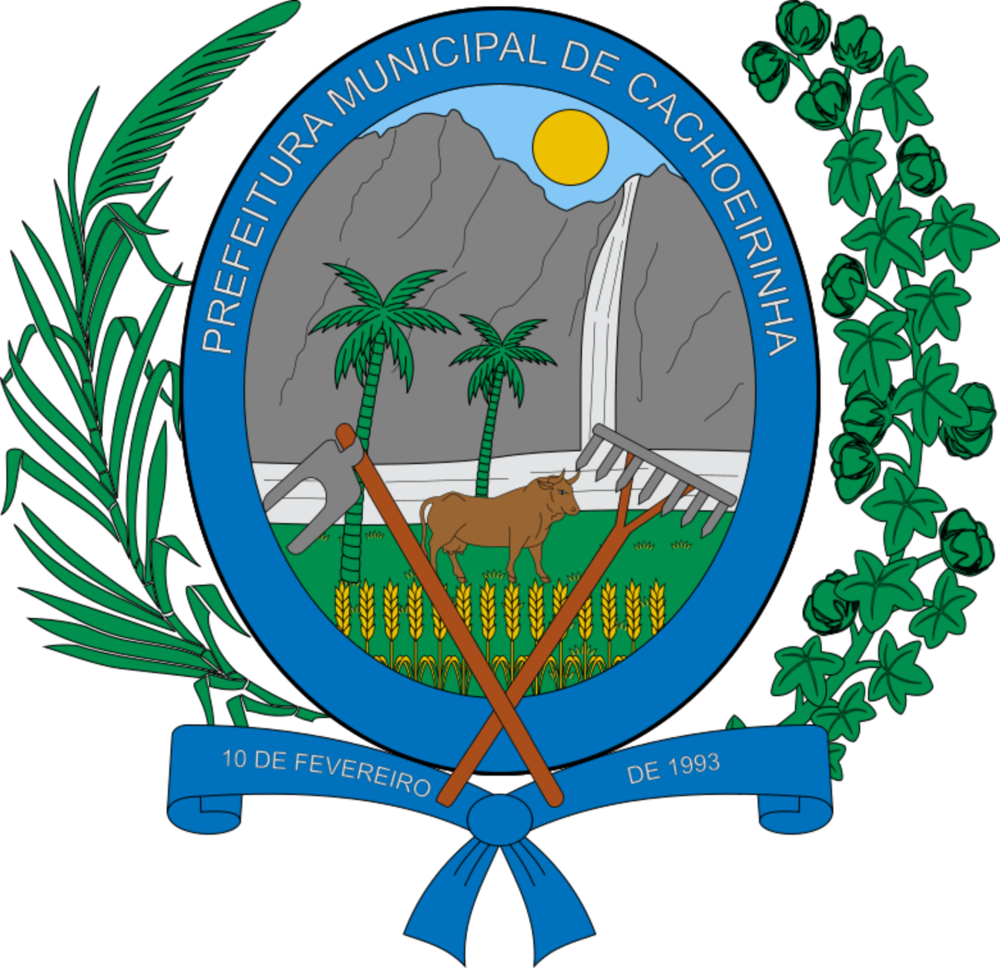 PREFEITURA MUNICIPAL DE CACHOEIRINHA
10 DE FEVEREIRO
DE 1993